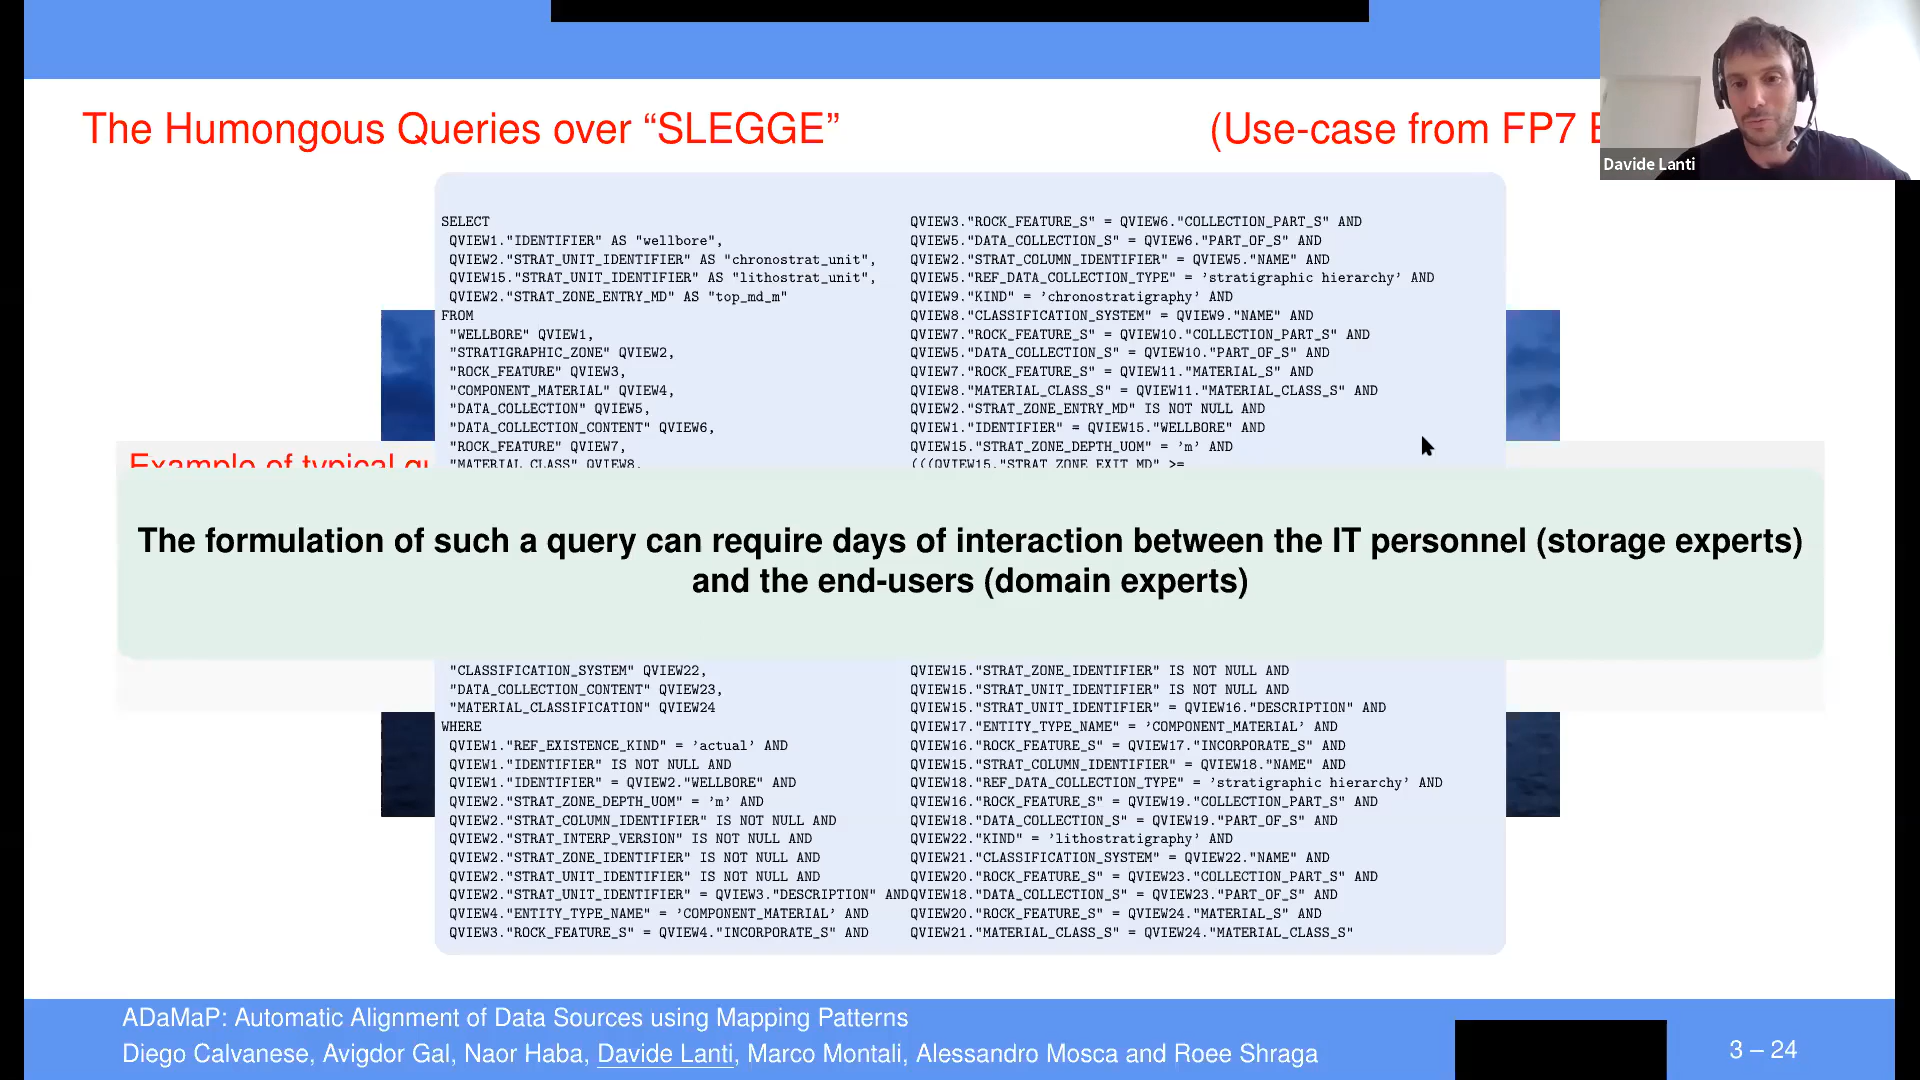 The Humongous Queries over “SLEGGE”
(Use-case from FP7
Davide Lanti
SELECT
QVIEW1."IDENTIFIER" AS "wellbore",
QVIEW2."STRAT_UNIT_IDENTIFIER" AS "chronostrat_unit",
QVIEW15."STRAT_UNIT_IDENTIFIER" AS "lithostrat_unit",
QVIEW2."STRAT_ZONE_ENTRY_MD" AS "top_md_m"
FROM
"WELLBORE" QVIEW1,
"STRATIGRAPHIC_ZONE" QVIEW2,
"ROCK_FEATURE" QVIEW3,
"COMPONENT_MATERIAL" QVIEW4,
"DATA_COLLECTION" QVIEW5,
"DATA_COLLECTION_CONTENT" QVIEW6,
"ROCK_FEATURE" QVIEW7,
"MATERIAL_CLASS" QVIEW8,
QVIEW3."ROCK_FEATURE_S" = QVIEW6."COLLECTION_PART_S" AND
QVIEW5."DATA_COLLECTION_S" = QVIEW6."PART_OF_S" AND
QVIEW2."STRAT_COLUMN_IDENTIFIER" = QVIEW5."NAME" AND
QVIEW5."REF_DATA_COLLECTION_TYPE" = ’stratigraphic hierarchy’ AND
QVIEW9."KIND" = ’chronostratigraphy’ AND
QVIEW8."CLASSIFICATION_SYSTEM" = QVIEW9."NAME" AND
QVIEW7."ROCK_FEATURE_S" = QVIEW10."COLLECTION_PART_S" AND
QVIEW5."DATA_COLLECTION_S" = QVIEW10."PART_OF_S" AND
QVIEW7."ROCK_FEATURE_S" = QVIEW11."MATERIAL_S" AND
QVIEW8."MATERIAL_CLASS_S" = QVIEW11."MATERIAL_CLASS_S" AND
QVIEW2."STRAT_ZONE_ENTRY_MD" IS NOT NULL AND
QVIEW1."IDENTIFIER" = QVIEW15."WELLBORE" AND
QVIEW15."STRAT_ZONE_DEPTH_UOM" = ’m’ AND
(((QVIEW15."STRAT_ZONE_EXIT_MD" >=
Example of typical
The formulation of such a query can require days of interaction between the IT personnel (storage experts)
and the end-users (domain experts)
"CLASSIFICATION_SYSTEM" QVIEW22,
"DATA_COLLECTION_CONTENT" QVIEW23,
"MATERIAL_CLASSIFICATION" QVIEW24
WHERE
QVIEW1."REF_EXISTENCE_KIND" = ’actual’ AND
QVIEW1."IDENTIFIER" IS NOT NULL AND
QVIEW1."IDENTIFIER" = QVIEW2."WELLBORE" AND
QVIEW2."STRAT_ZONE_DEPTH_UOM" = ’m’ AND
QVIEW2."STRAT_COLUMN_IDENTIFIER" IS NOT NULL AND
QVIEW2."STRAT_INTERP_VERSION" IS NOT NULL AND
QVIEW2."STRAT_ZONE_IDENTIFIER" IS NOT NULL AND
QVIEW2."STRAT_UNIT_IDENTIFIER" IS NOT NULL AND
QVIEW2."STRAT_UNIT_IDENTIFIER" = QVIEW3."DESCRIPTION" AND
QVIEW4."ENTITY_TYPE_NAME" = ’COMPONENT_MATERIAL’ AND
QVIEW3."ROCK_FEATURE_S" = QVIEW4."INCORPORATE_S" AND
QVIEW15."STRAT_ZONE_IDENTIFIER" IS NOT NULL AND
QVIEW15."STRAT_UNIT_IDENTIFIER" IS NOT NULL AND
QVIEW15."STRAT_UNIT_IDENTIFIER" = QVIEW16."DESCRIPTION" AND
QVIEW17."ENTITY_TYPE_NAME" = ’COMPONENT_MATERIAL’ AND
QVIEW16."ROCK_FEATURE_S" = QVIEW17."INCORPORATE_S" AND
QVIEW15."STRAT_COLUMN_IDENTIFIER" = QVIEW18."NAME" AND
QVIEW18."REF_DATA_COLLECTION_TYPE" = ’stratigraphic hierarchy’ AND
QVIEW16."ROCK_FEATURE_S" = QVIEW19."COLLECTION_PART_S" AND
QVIEW18."DATA_COLLECTION_S" = QVIEW19."PART_OF_S" AND
QVIEW22."KIND" = ’lithostratigraphy’ AND
QVIEW21."CLASSIFICATION_SYSTEM" = QVIEW22."NAME" AND
QVIEW20."ROCK_FEATURE_S" = QVIEW23."COLLECTION_PART_S" AND
QVIEW18."DATA_COLLECTION_S" = QVIEW23."PART_OF_S" AND
QVIEW20."ROCK_FEATURE_S" = QVIEW24."MATERIAL_S" AND
QVIEW21."MATERIAL_CLASS_S" = QVIEW24."MATERIAL_CLASS_S"
ADaMaP: Automatic Alignment of Data Sources using Mapping Patterns
Diego Calvanese, Avigdor Gal, Naor Haba, Davide Lanti, Marco Montali, Alessandro Mosca and Roee Shraga
3 – 24